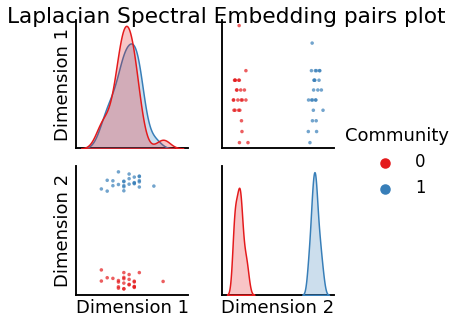 Laplacian Spectral Embedding pairs plot
Dimension 1
Community
0
1
Dimension 2
Dimension 1
Dimension 2